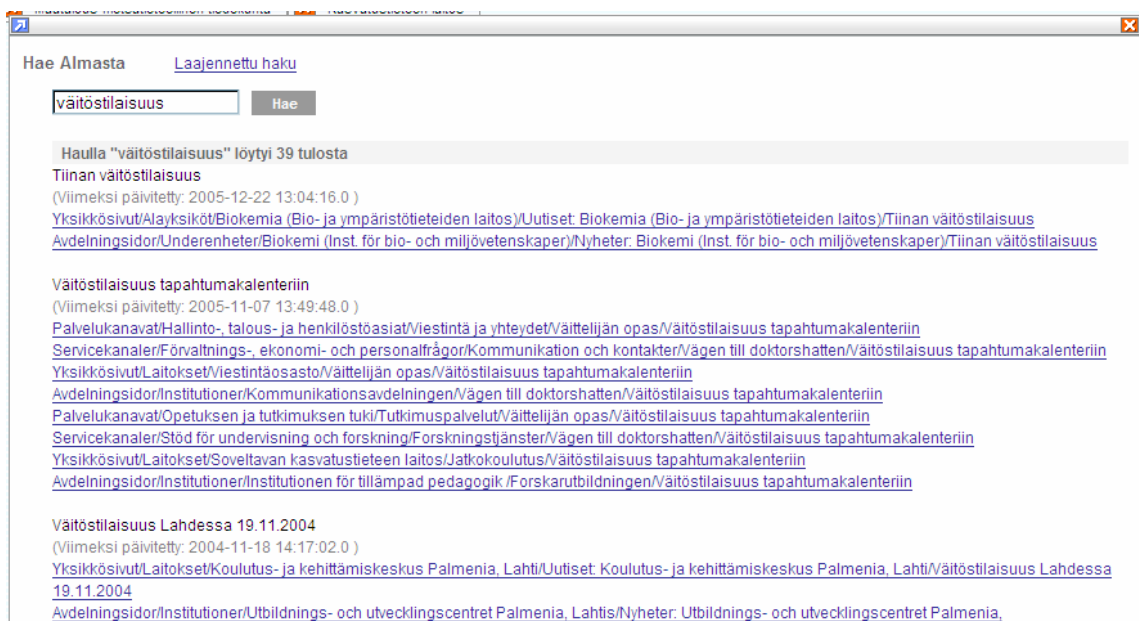 Hae Almasta Laajennettu haku
väitöstilaisuus Hae
Haulla "väitöstilaisuus" löytyi 39 tulosta
Tiinan väitöstilaisuus
(Viimeksi päivitetty: 2005-12-22 13:04:16.0 )
Yksikkösivut/Alayksiköt/Biokemia (Bio- ja ympäristötieteiden laitos)/Uutiset: Biokemia (Bio- ja ympäristötieteiden laitos)/Tiinan väitöstilaisuus
Avdelningsidor/Underenheter/Biokemi (Inst. för bio- och miljövetenskaper)/Nyheter: Biokemi (Inst. för bio- och miljövetenskaper)/Tiinan väitöstilaisuus
Väitöstilaisuus tapahtumakalenteriin
(Viimeksi päivitetty: 2005-11-07 13:49:48.0 )
Palvelukanavat/Hallinto-, talous- ja henkilöstöasiat/Viestintä ja yhteydet/Väittelijän opas/Väitöstilaisuus tapahtumakalenteriin
Servicekanaler/Förvaltnings-, ekonomi- och personalfrågor/Kommunikation och kontakter/Vägen till doktorshatten/Väitöstilaisuus tapahtumakalenteriin
Yksikkösivut/Laitokset/Viestintäosasto/Väittelijän opas/Väitöstilaisuus tapahtumakalenteriin
Avdelningsidor/Institutioner/Kommunikationsavdelningen/Vägen till doktorshatten/Väitöstilaisuus tapahtumakalenteriin
Palvelukanavat/Opetuksen ja tutkimuksen tuki/Tutkimuspalvelut/Väittelijän opas/Väitöstilaisuus tapahtumakalenteriin
Servicekanaler/Stöd för undervisning och forskning/Forskningstjänster/Vägen till doktorshatten/Väitöstilaisuus tapahtumakalenteriin
Yksikkösivut/Laitokset/Soveltavan kasvatustieteen laitos/Jatkokoulutus/Väitöstilaisuus tapahtumakalenteriin
Avdelningsidor/Institutioner/Institutionen för tillämpad pedagogik /Forskarutbildningen/Väitöstilaisuus tapahtumakalenteriin
Väitöstilaisuus Lahdessa 19.11.2004
(Viimeksi päivitetty: 2004-11-18 14:17:02.0 )
Yksikkösivut/Laitokset/Koulutus- ja kehittämiskeskus Palmenia, Lahti/Uutiset: Koulutus- ja kehittämiskeskus Palmenia, Lahti/Väitöstilaisuus Lahdessa
19.11.2004
Avdelningsidor/Institutioner/Utbildnings- och utvecklingscentret Palmenia, Lahtis/Nyheter: Utbildnings- och utvecklingscentret Palmenia,